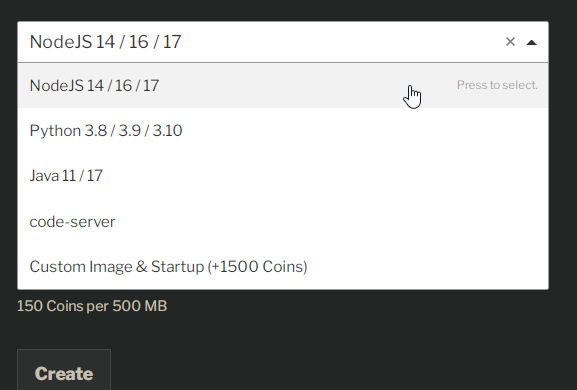 NodeJS 14 / 16 / 17
NodeJS 14 / 16 / 17 Press to select.
Python 3.8 / 3.9 / 3.10
Java 11 / 17
code-server
Custom Image & Startup (+1500 Coins)
150 Coins per 500 MB
Create